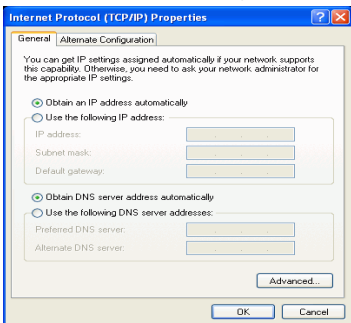 Internet Protocol (TCP/IP) Properties
General
Alternate Configuration
You can get IP settings assigned automatically if your network supports
this capability. Otherwise, you need to ask your network administrator for
the appropriate IP settings.
Obtain an IP address automatically
Use the following IP address:
IP address:
Subnet mask:
Default gateway:
Obtain DNS server address automatically
Use the following DNS server addresses:
Preferred DNS server:
Alternate DNS server:
Advanced...
OK
Cancel